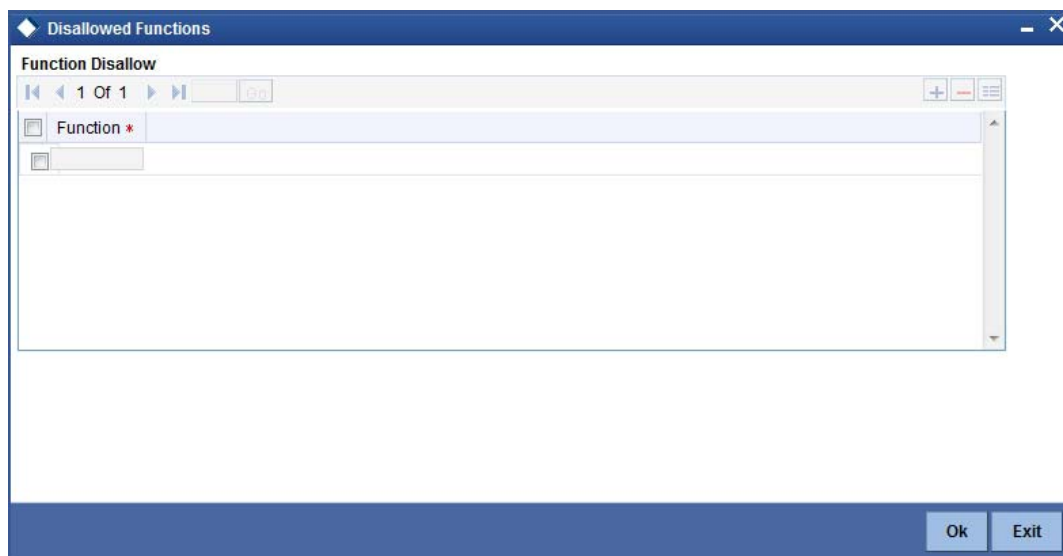 Disallowed Functions
Function Disallow
1 Of 1 Go
Function *
Ok Exit